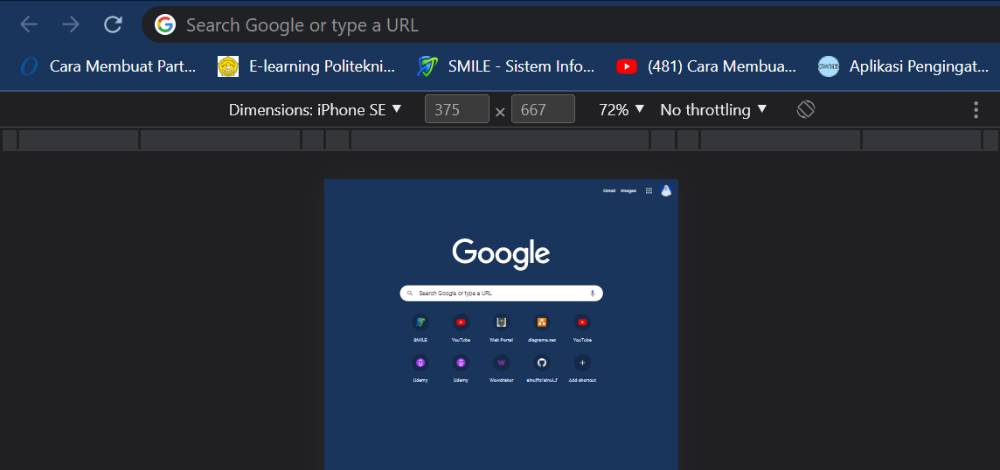 Search Google or type a URL
Cara Membuat Part... E-learning Politekni... SMILE - Sistem Info... (481) Cara Membua... Aplikasi Pengingat...
Dimensions: iPhone SE 375 × 667 72% No throttling
Gmail Images
Google
Search Google or type a URL
SMILE YouTube Web Portal diagrams.net YouTube
Udemy Udemy Add shortcut